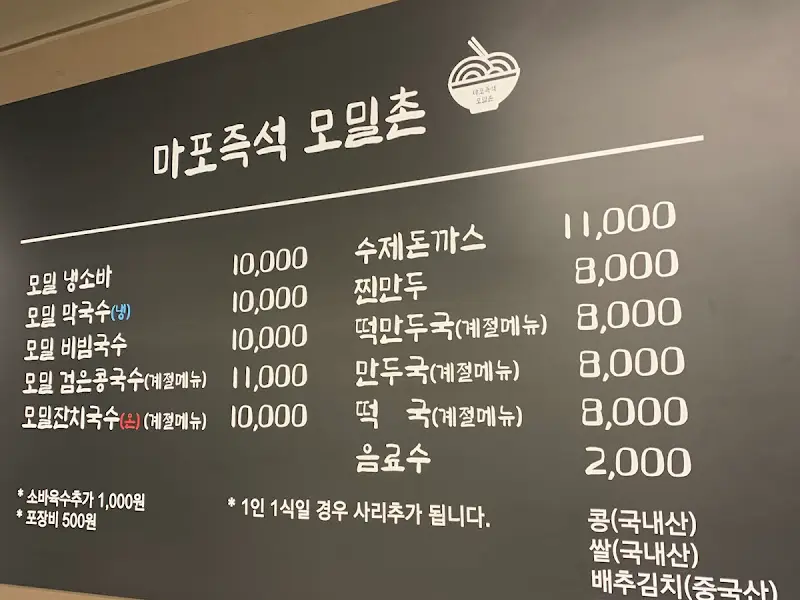 마포즉석
모밀촌
마포즉석 모밀촌
모밀 냉소바 10,000
모밀 막국수(냉) 10,000
모밀 비빔국수 10,000
모밀 검은콩국수(계절메뉴) 11,000
모밀잔치국수(온)(계절메뉴) 10,000
수제돈까스 11,000
찐만두 8,000
떡만두국(계절메뉴) 8,000
만두국(계절메뉴) 8,000
떡 국(계절메뉴) 8,000
음료수 2,000
* 소바육수추가 1,000원
* 포장비 500원
* 1인 1식일 경우 사리추가 됩니다.
콩(국내산)
쌀(국내산)
배추김치(중국산)